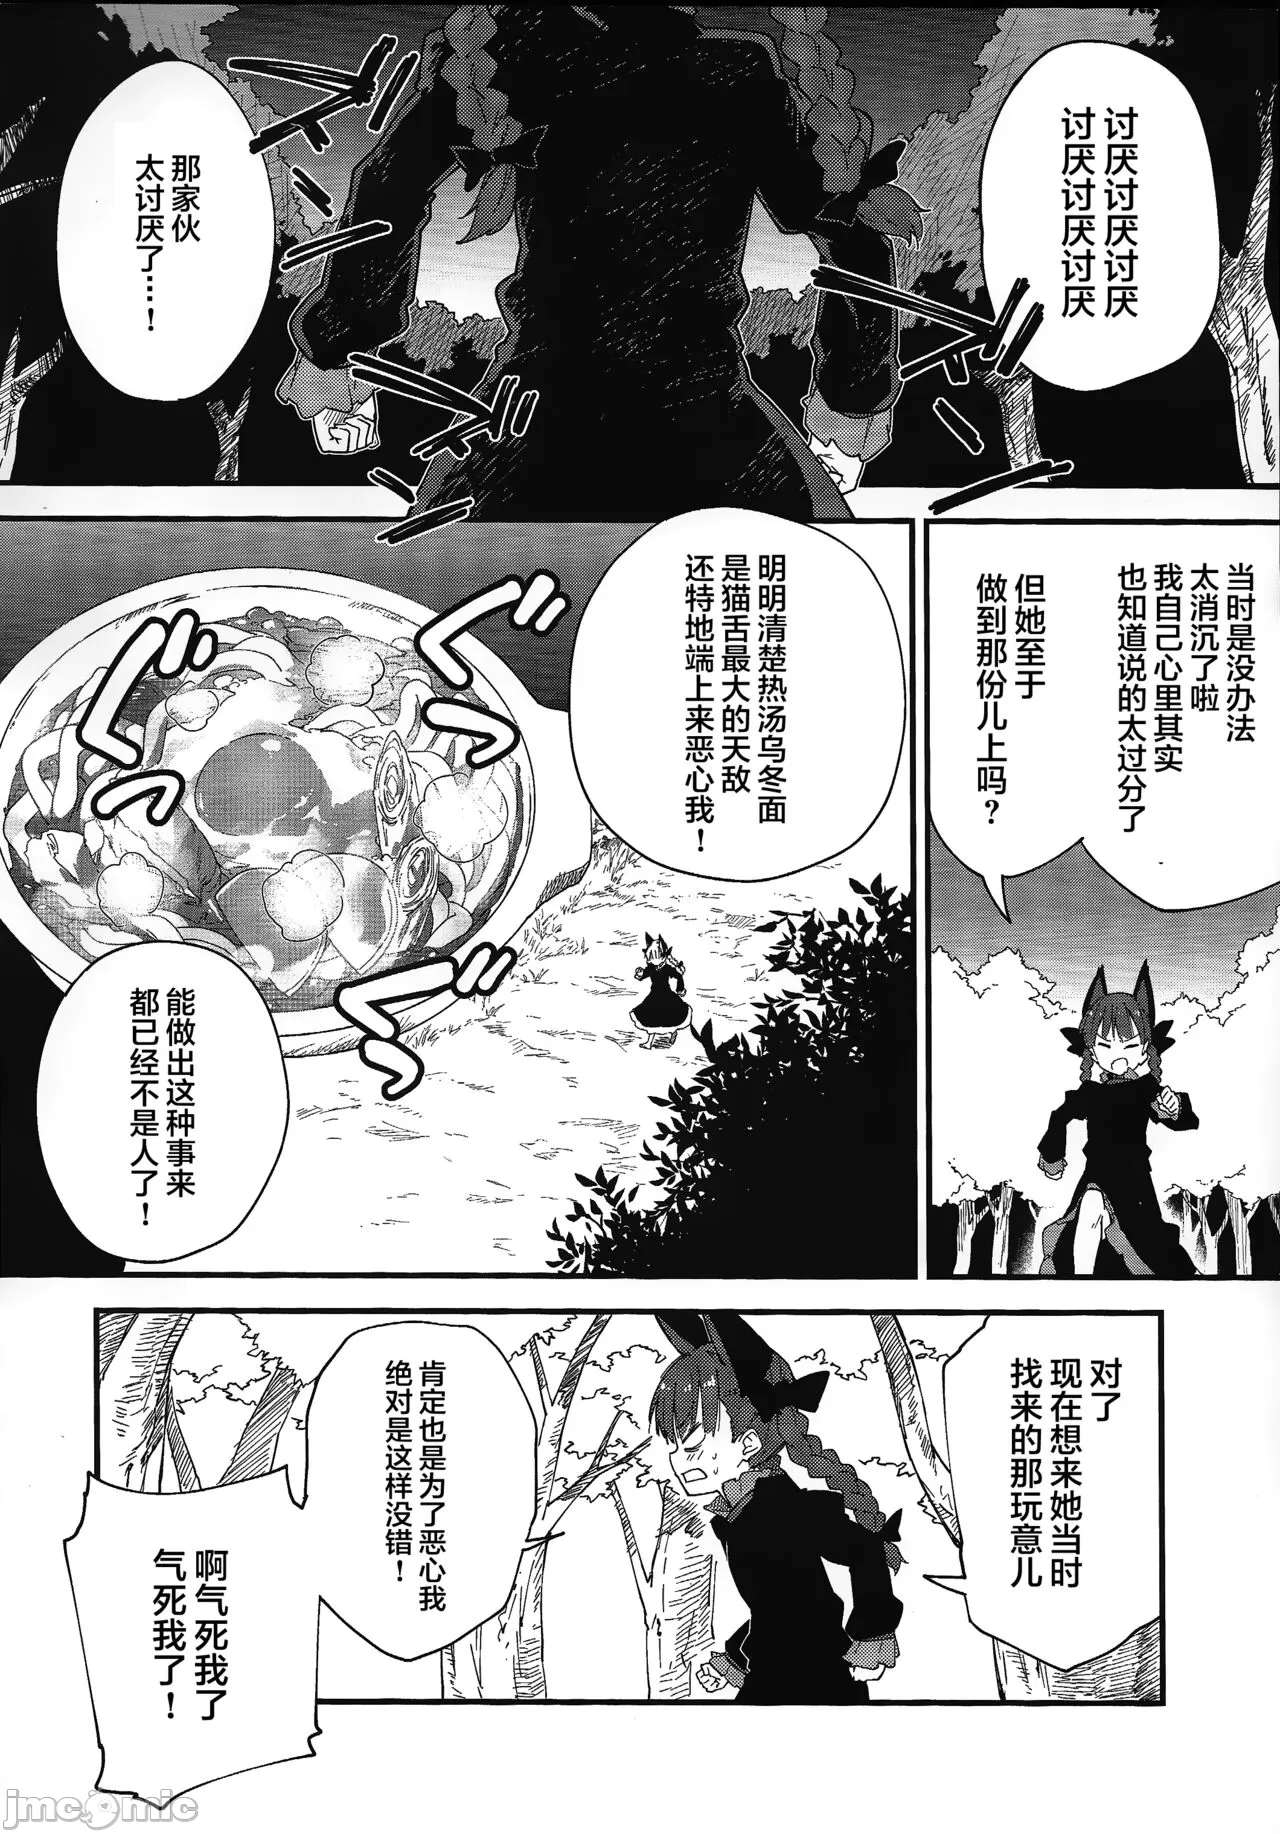 讨厌讨厌讨厌
讨厌讨厌讨厌
那家伙
太讨厌了…！
当时是没办法
太消沉了啦
我自己心里其实
也知道说的太过分了
但她至于
做到那份儿上吗？
明明清楚热汤乌冬面
是猫舌最大的天敌
还特地端上来恶心我！
能做出这种事来
都已经不是人了！
对了
现在想来她当时
找来的那玩意儿
肯定也是为了恶心我
绝对是这样没错！
啊气死我了
气死我了！
jmcomic